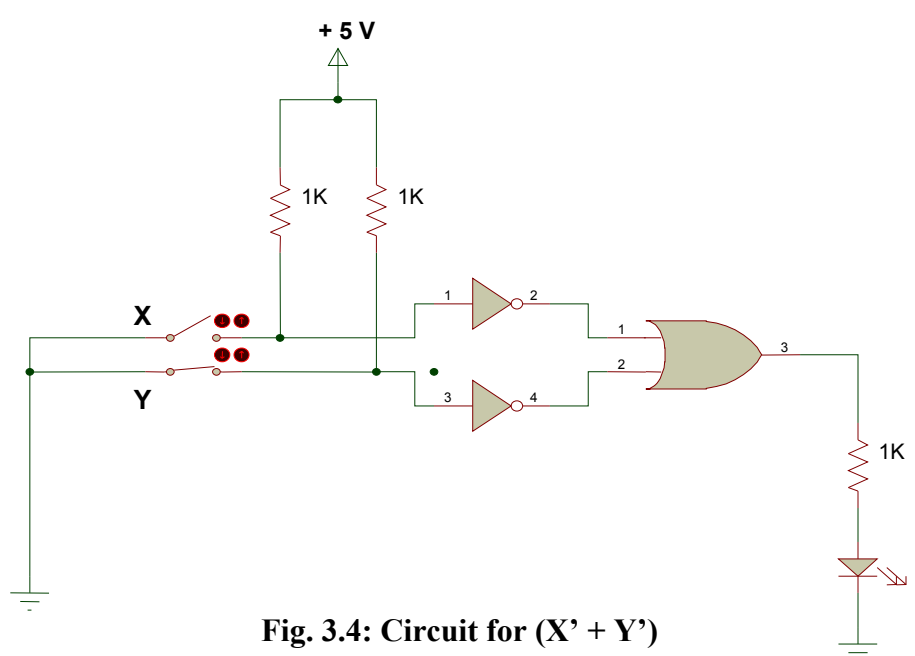 + 5 V
1K
1K
X
1
2
1
3
2
Y
3
4
1K
Fig. 3.4: Circuit for (X’ + Y’)